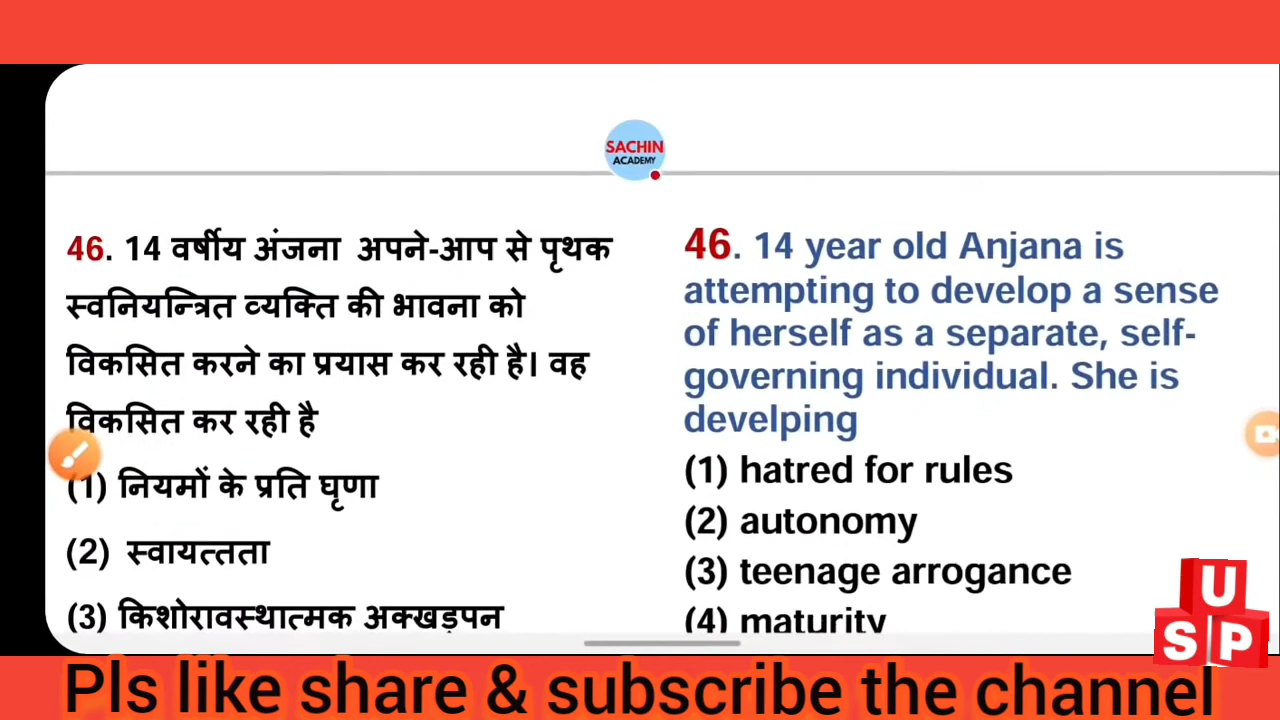 SACHIN
ACADEMY
46. 14 वर्षीय अंजना अपने-आप से पृथक
स्वनियन्त्रित व्यक्ति की भावना को
विकसित करने का प्रयास कर रही है। वह
विकसित कर रही है
(1) नियमों के प्रति घृणा
(2) स्वायत्तता
(3) किशोरावस्थात्मक अक्खड़पन
46. 14 year old Anjana is
attempting to develop a sense
of herself as a separate, self-
governing individual. She is
develping
(1) hatred for rules
(2) autonomy
(3) teenage arrogance
(4) maturity
U
S P
Pls like share & subscribe the channel